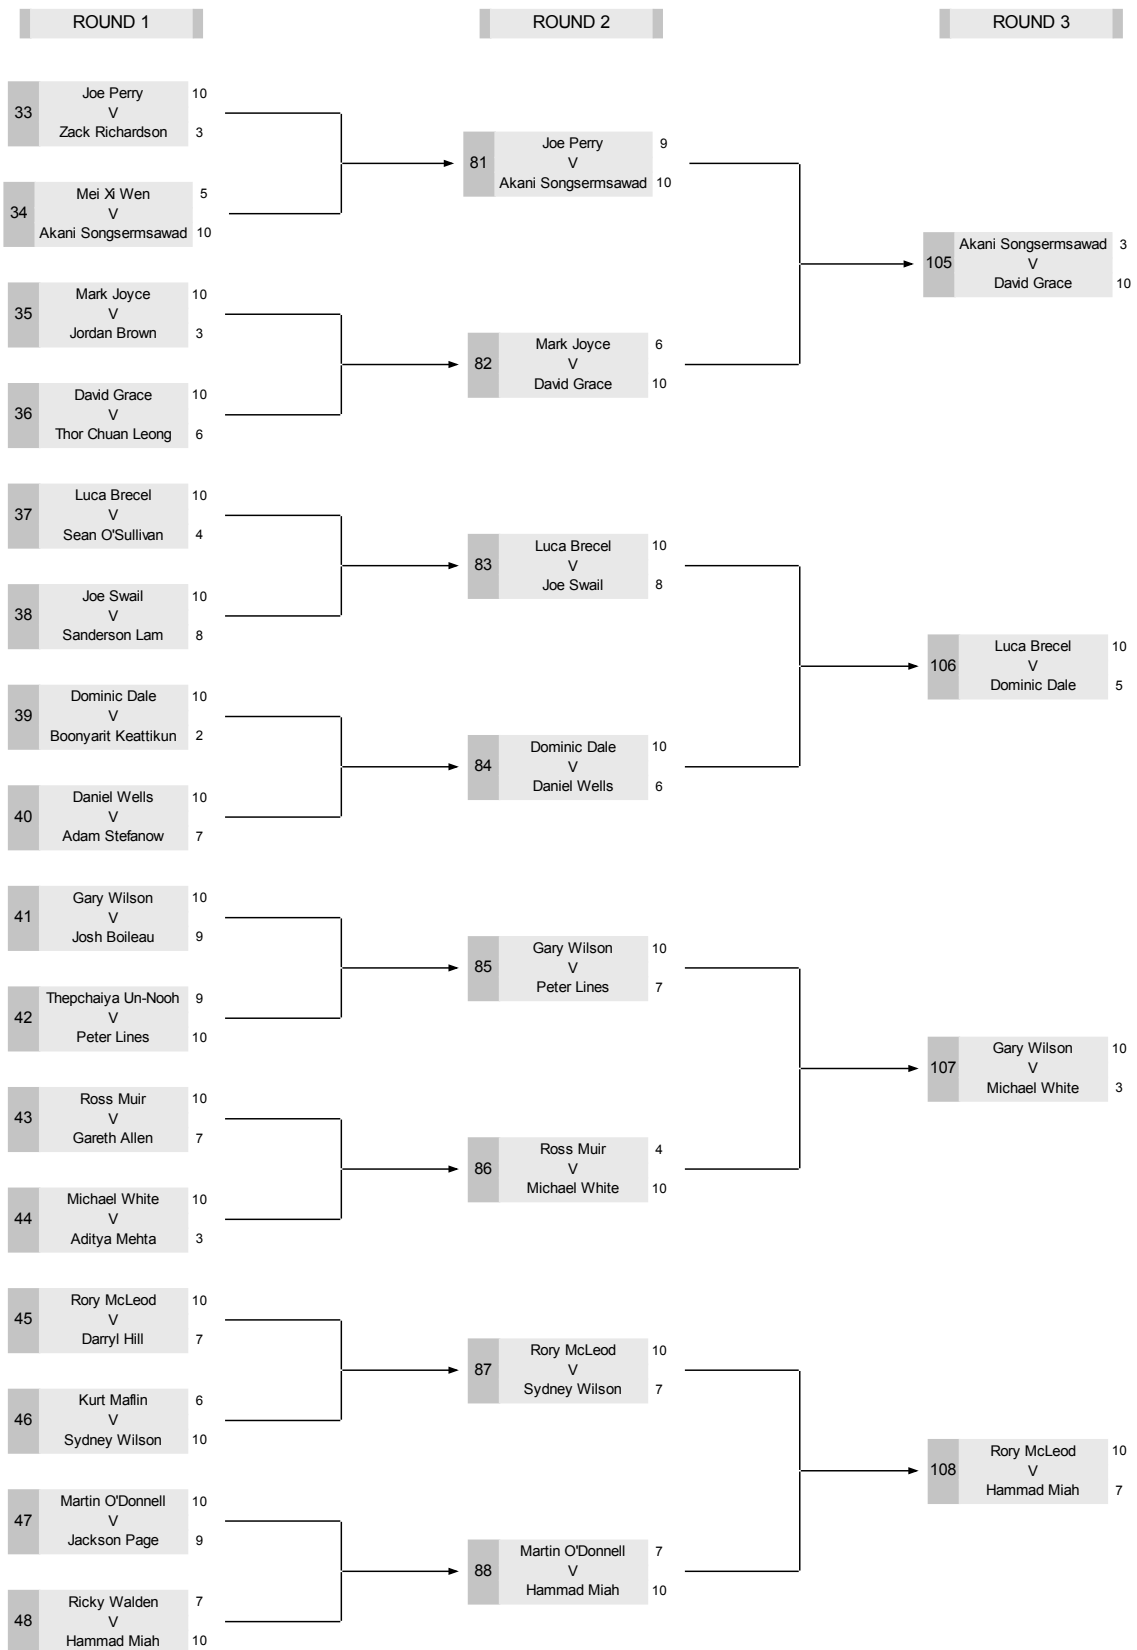 ROUND 1
ROUND 2
ROUND 3
33
Joe Perry 10
V
Zack Richardson 3
34
Mei Xi Wen 5
V
Akani Songsermsawad 10
35
Mark Joyce 10
V
Jordan Brown 3
36
David Grace 10
V
Thor Chuan Leong 6
37
Luca Brecel 10
V
Sean O'Sullivan 4
38
Joe Swail 10
V
Sanderson Lam 8
39
Dominic Dale 10
V
Boonyarit Keattikun 2
40
Daniel Wells 10
V
Adam Stefanow 7
41
Gary Wilson 10
V
Josh Boileau 9
42
Thepchaiya Un-Nooh 9
V
Peter Lines 10
43
Ross Muir 10
V
Gareth Allen 7
44
Michael White 10
V
Aditya Mehta 3
45
Rory McLeod 10
V
Darryl Hill 7
46
Kurt Maflin 6
V
Sydney Wilson 10
47
Martin O'Donnell 10
V
Jackson Page 9
48
Ricky Walden 7
V
Hammad Miah 10
81
Joe Perry 9
V
Akani Songsermsawad 10
82
Mark Joyce 6
V
David Grace 10
83
Luca Brecel 10
V
Joe Swail 8
84
Dominic Dale 10
V
Daniel Wells 6
85
Gary Wilson 10
V
Peter Lines 7
86
Ross Muir 4
V
Michael White 10
87
Rory McLeod 10
V
Sydney Wilson 7
88
Martin O'Donnell 7
V
Hammad Miah 10
105
Akani Songsermsawad 3
V
David Grace 10
106
Luca Brecel 10
V
Dominic Dale 5
107
Gary Wilson 10
V
Michael White 3
108
Rory McLeod 10
V
Hammad Miah 7